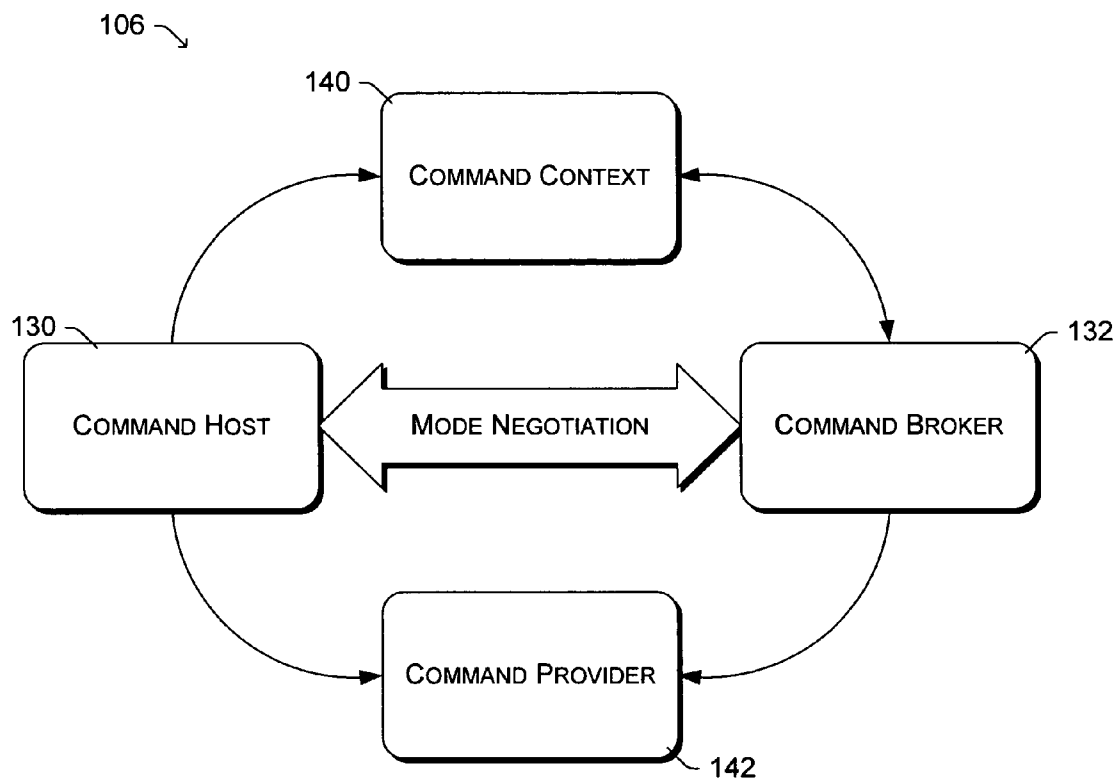 106
140
COMMAND CONTEXT
130
132
COMMAND HOST
MODE NEGOTIATION
COMMAND BROKER
COMMAND PROVIDER
142